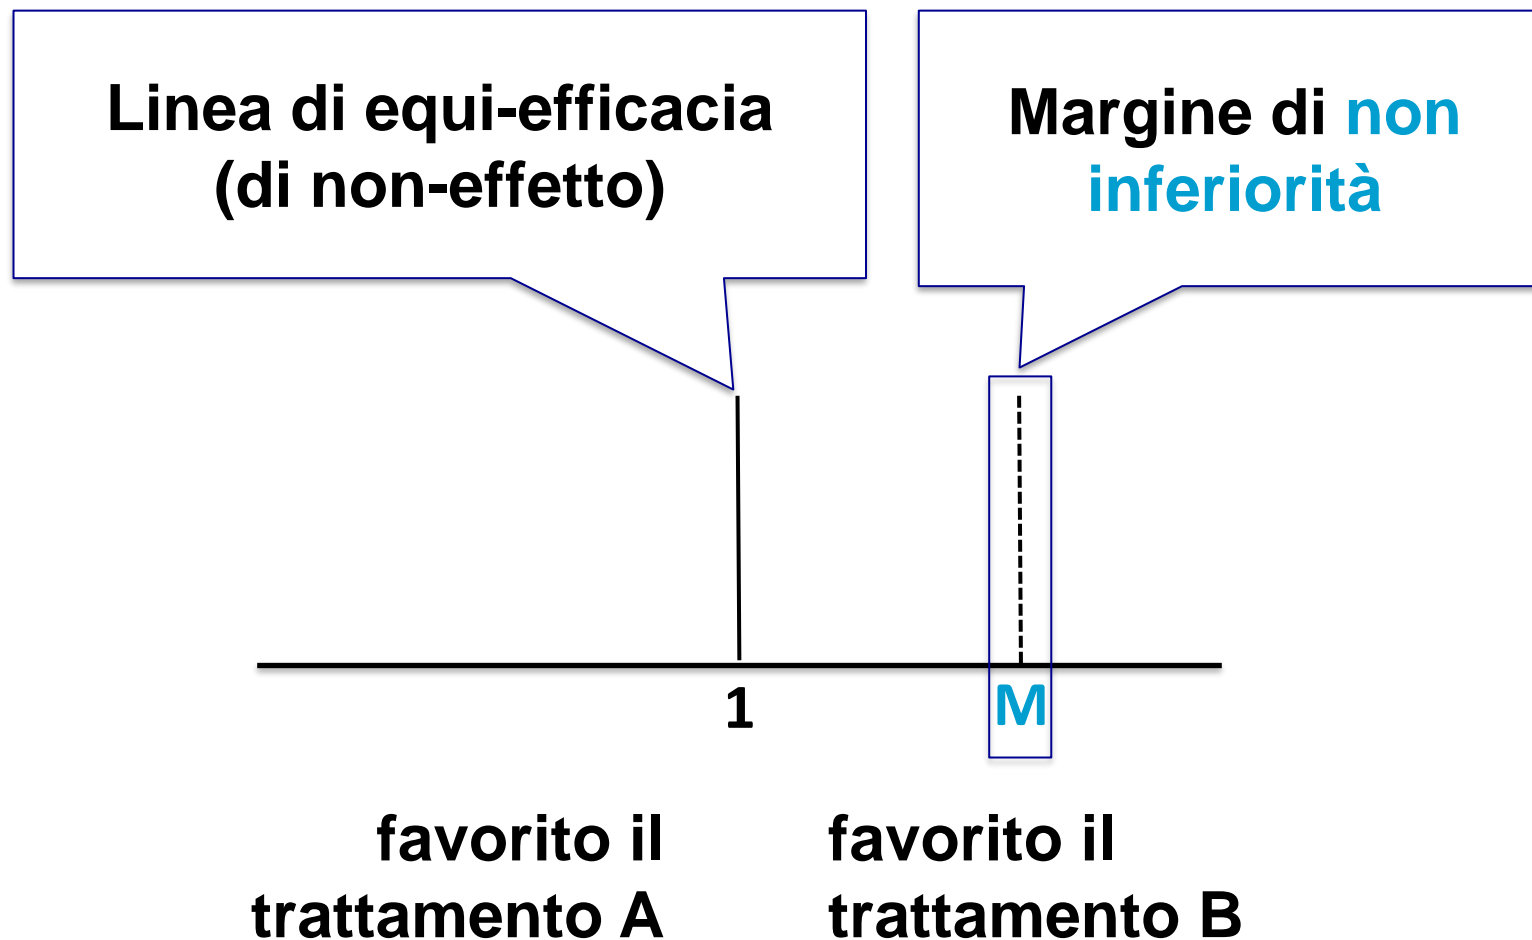 Linea di equi-efficacia
(di non-effetto)
Margine di non
inferiorità
1
M
favorito il
trattamento A
favorito il
trattamento B